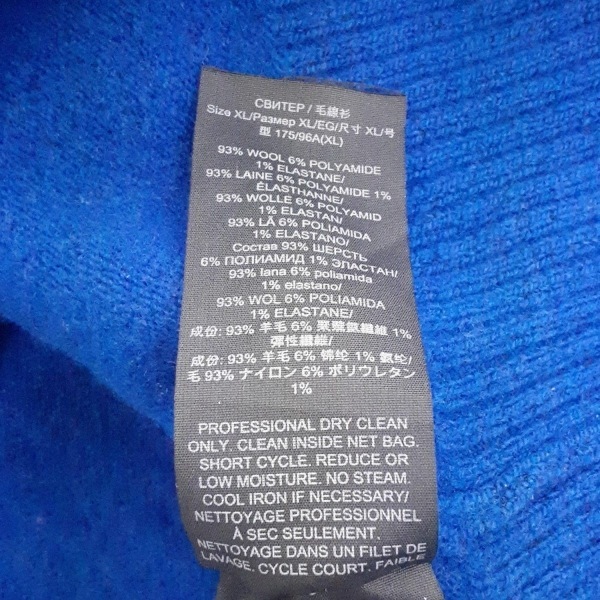 СВИТЕР / 毛線衫
Size XL/Размер XL/EG/尺寸 XL/号
型 175/96A(XL)
93% WOOL 6% POLYAMIDE
1% ELASTANE/
93% LAINE 6% POLYAMIDE 1%
ÉLASTHANNE/
93% WOLLE 6% POLYAMID
1% ELASTAN/
93% LÃ 6% POLIAMIDA
1% ELASTANO/
Состав 93% ШЕРСТЬ
6% ПОЛИАМИД 1% ЭЛАСТАН/
93% lana 6% poliamida
1% elastano/
93% WOL 6% POLIAMIDA
1% ELASTANE/
成份: 93% 羊毛 6% 聚醯氨纖維 1%
彈性纖維/
成份: 93% 羊毛 6% 锦纶 1% 氨纶/
毛 93% ナイロン 6% ポリウレタン
1%
PROFESSIONAL DRY CLEAN
ONLY. CLEAN INSIDE NET BAG.
SHORT CYCLE. REDUCE OR
LOW MOISTURE. NO STEAM.
COOL IRON IF NECESSARY/
NETTOYAGE PROFESSIONNEL
À SEC SEULEMENT.
NETTOYAGE DANS UN FILET DE
LAVAGE. CYCLE COURT. FAIBLE